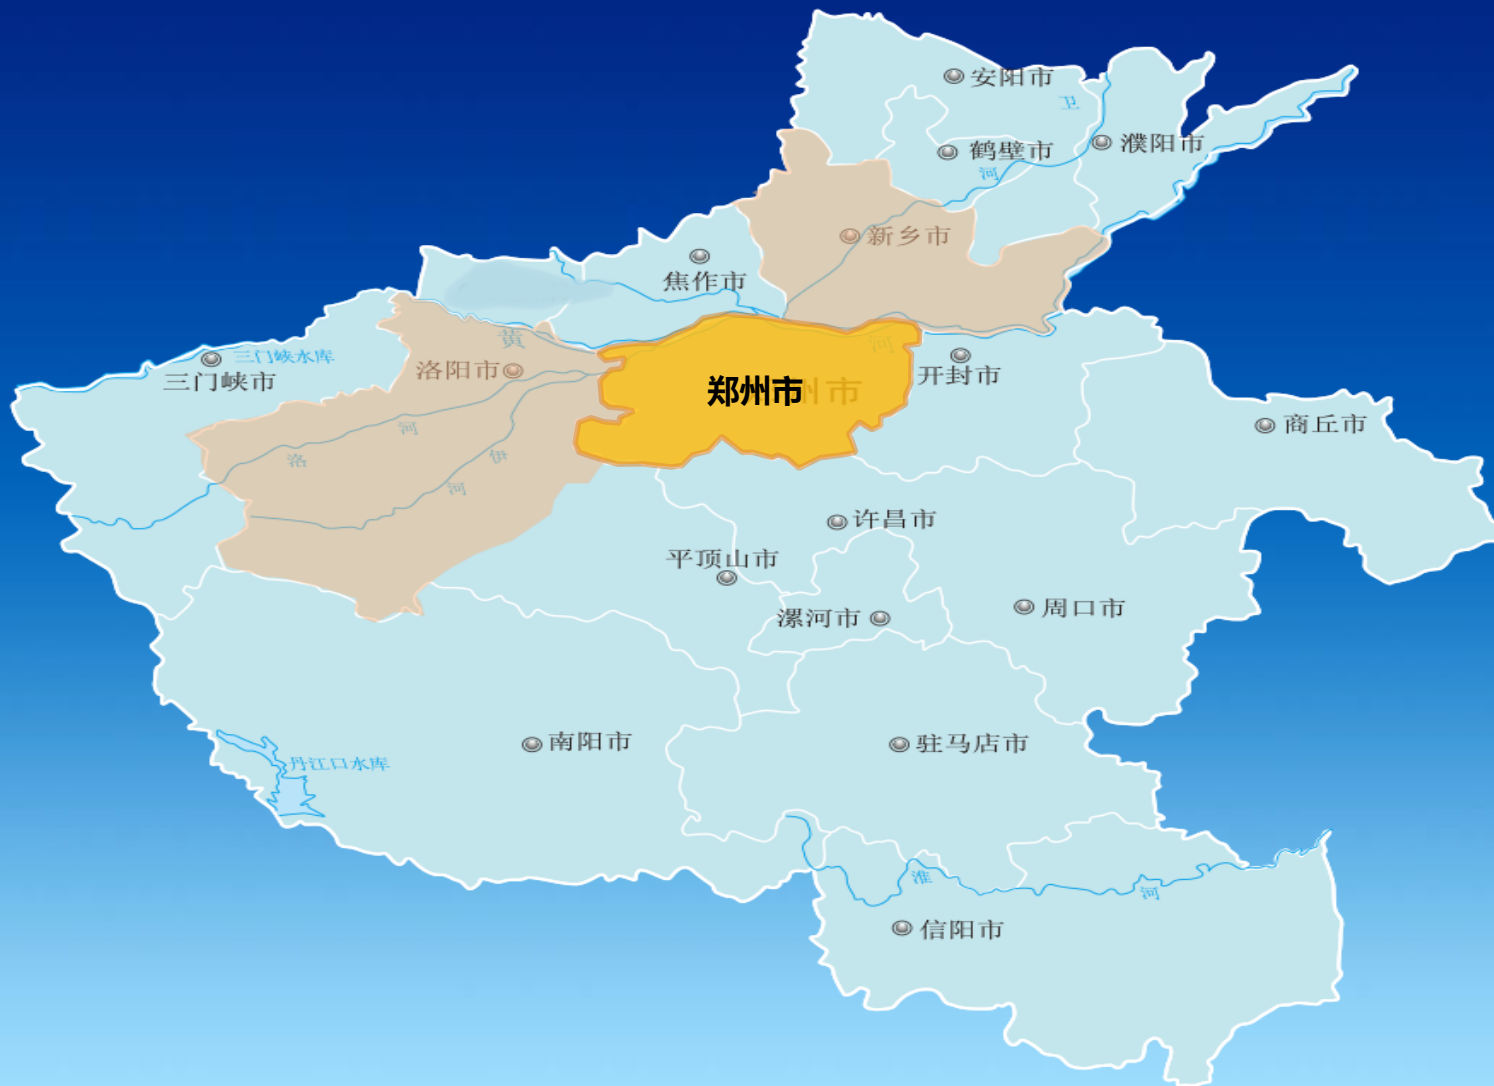 安阳市
卫
濮阳市
鹤壁市
河
新乡市
焦作市
黄
河
三门峡水库
三门峡市
洛阳市
开封市
郑州市
州市
商丘市
河
洛
伊
河
许昌市
平顶山市
漯河市
周口市
南阳市
驻马店市
丹江口水库
淮
河
信阳市